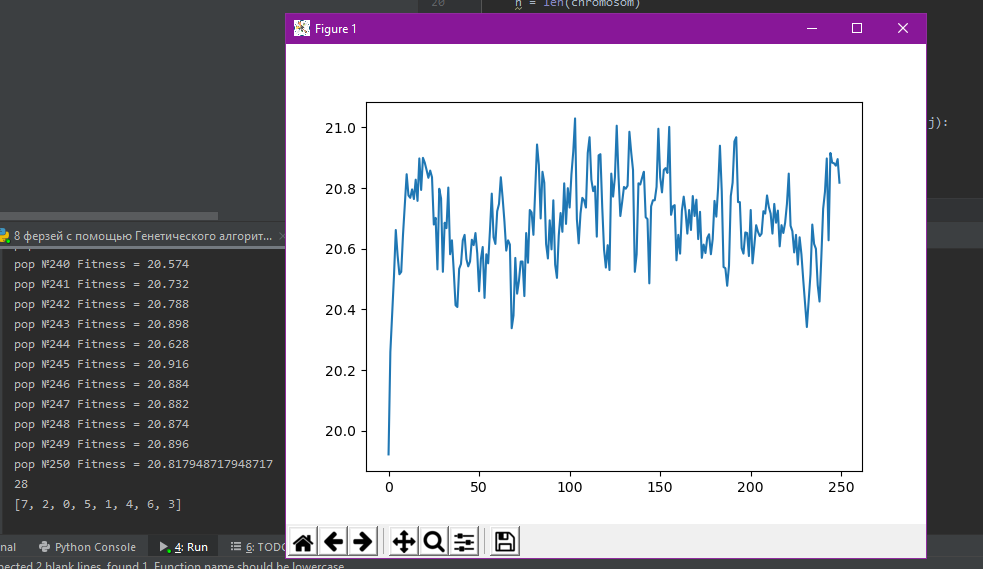 20 n = len(chromosom)
Figure 1
j):
21.0
20.8
20.6
20.4
20.2
20.0
0 50 100 150 200 250
8 ферзей с помощью Генетического алгорит...
pop №240 Fitness = 20.574
pop №241 Fitness = 20.732
pop №242 Fitness = 20.788
pop №243 Fitness = 20.898
pop №244 Fitness = 20.628
pop №245 Fitness = 20.916
pop №246 Fitness = 20.884
pop №247 Fitness = 20.882
pop №248 Fitness = 20.874
pop №249 Fitness = 20.896
pop №250 Fitness = 20.817948717948717
28
[7, 2, 0, 5, 1, 4, 6, 3]
nal Python Console 4: Run 6: TODO
pected 2 blank lines, found 1. Function name should be lowercase